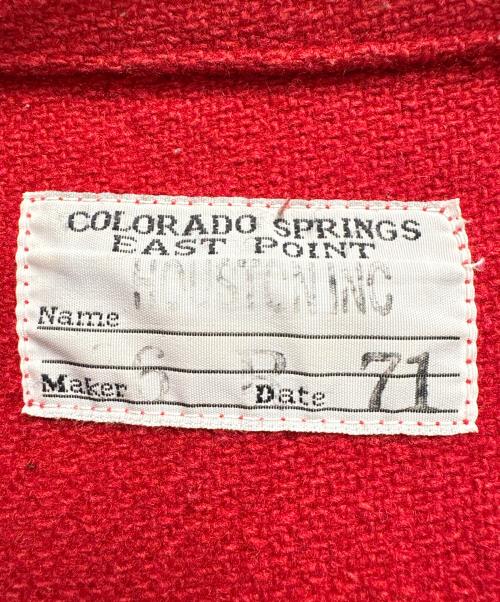 COLORADO SPRINGS
EAST POINT
HOUSTON INC
Name
Maker 6 Date 71